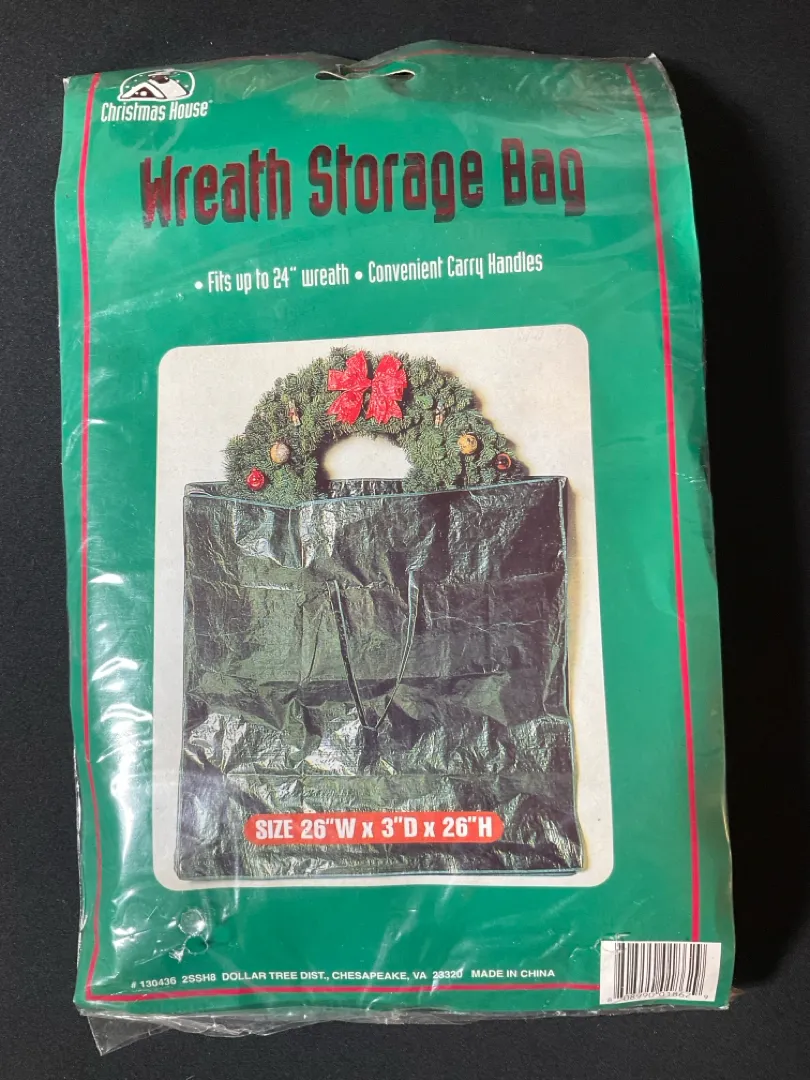 Christmas House
Wreath Storage Bag
• Fits up to 24" wreath • Convenient Carry Handles
SIZE 26"W x 3"D x 26"H
# 130436 2SSH8 DOLLAR TREE DIST., CHESAPEAKE, VA 23320 MADE IN CHINA